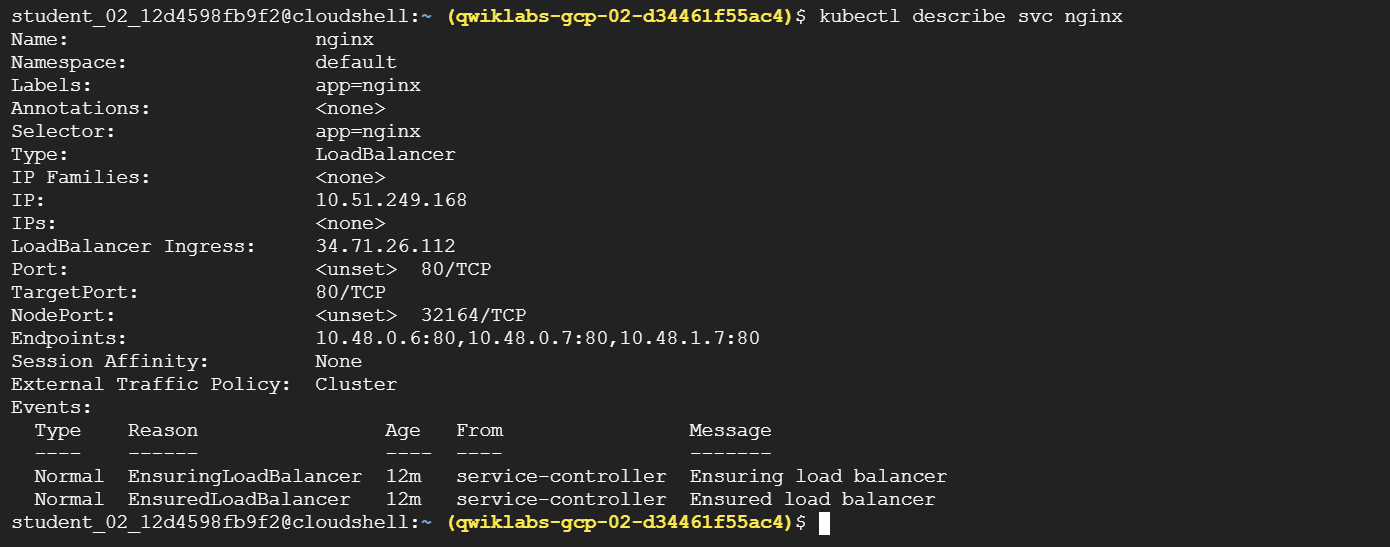 student_02_12d4598fb9f2@cloudshell:~ (qwiklabs-gcp-02-d34461f55ac4)$ kubectl describe svc nginx
Name:                     nginx
Namespace:                default
Labels:                   app=nginx
Annotations:              <none>
Selector:                 app=nginx
Type:                     LoadBalancer
IP Families:              <none>
IP:                       10.51.249.168
IPs:                      <none>
LoadBalancer Ingress:     34.71.26.112
Port:                     <unset>  80/TCP
TargetPort:               80/TCP
NodePort:                 <unset>  32164/TCP
Endpoints:                10.48.0.6:80,10.48.0.7:80,10.48.1.7:80
Session Affinity:         None
External Traffic Policy:  Cluster
Events:
  Type    Reason                Age   From                Message
  ----    ------                ----  ----                -------
  Normal  EnsuringLoadBalancer  12m   service-controller  Ensuring load balancer
  Normal  EnsuredLoadBalancer   12m   service-controller  Ensured load balancer
student_02_12d4598fb9f2@cloudshell:~ (qwiklabs-gcp-02-d34461f55ac4)$